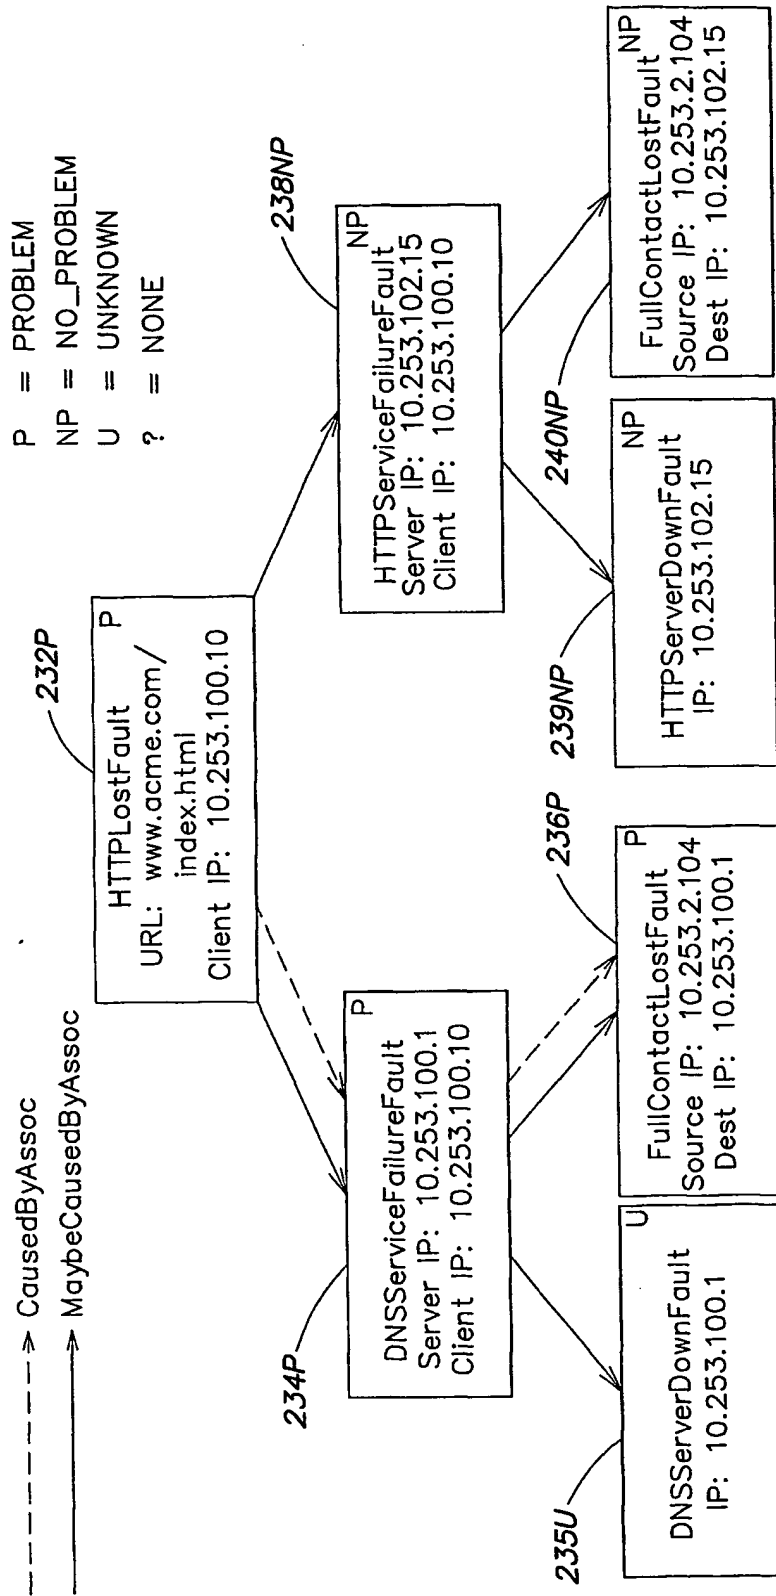 - - - - -> CausedByAssoc
MaybeCausedByAssoc
P = PROBLEM
NP = NO_PROBLEM
U = UNKNOWN
? = NONE
232P
HTTPLostFault P
URL: www.acme.com/
index.html
Client IP: 10.253.100.10
234P
DNSServiceFailureFault P
Server IP: 10.253.100.1
Client IP: 10.253.100.10
238NP
HTTPServiceFailureFault NP
Server IP: 10.253.102.15
Client IP: 10.253.100.10
235U
DNSServerDownFault U
IP: 10.253.100.1
236P
FullContactLostFault P
Source IP: 10.253.2.104
Dest IP: 10.253.100.1
239NP
HTTPServerDownFault NP
IP: 10.253.102.15
240NP
FullContactLostFault NP
Source IP: 10.253.2.104
Dest IP: 10.253.102.15